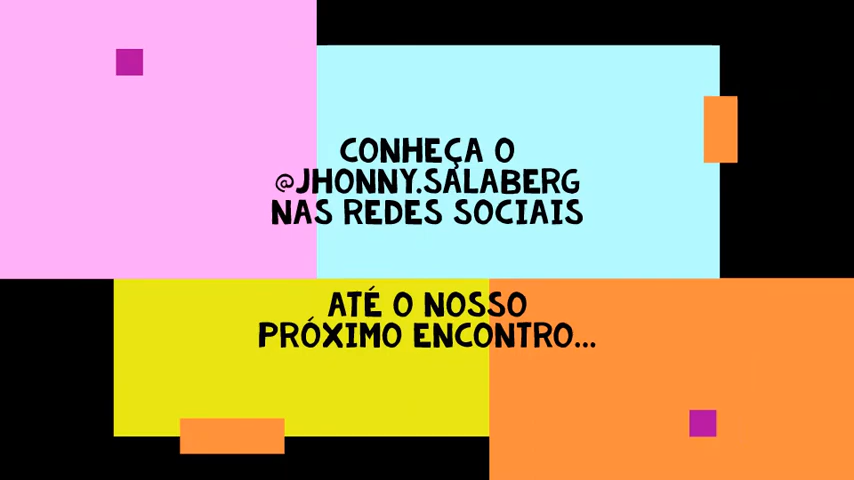 CONHEÇA O
@JHONNY.SALABERG
NAS REDES SOCIAIS
ATÉ O NOSSO
PRÓXIMO ENCONTRO...